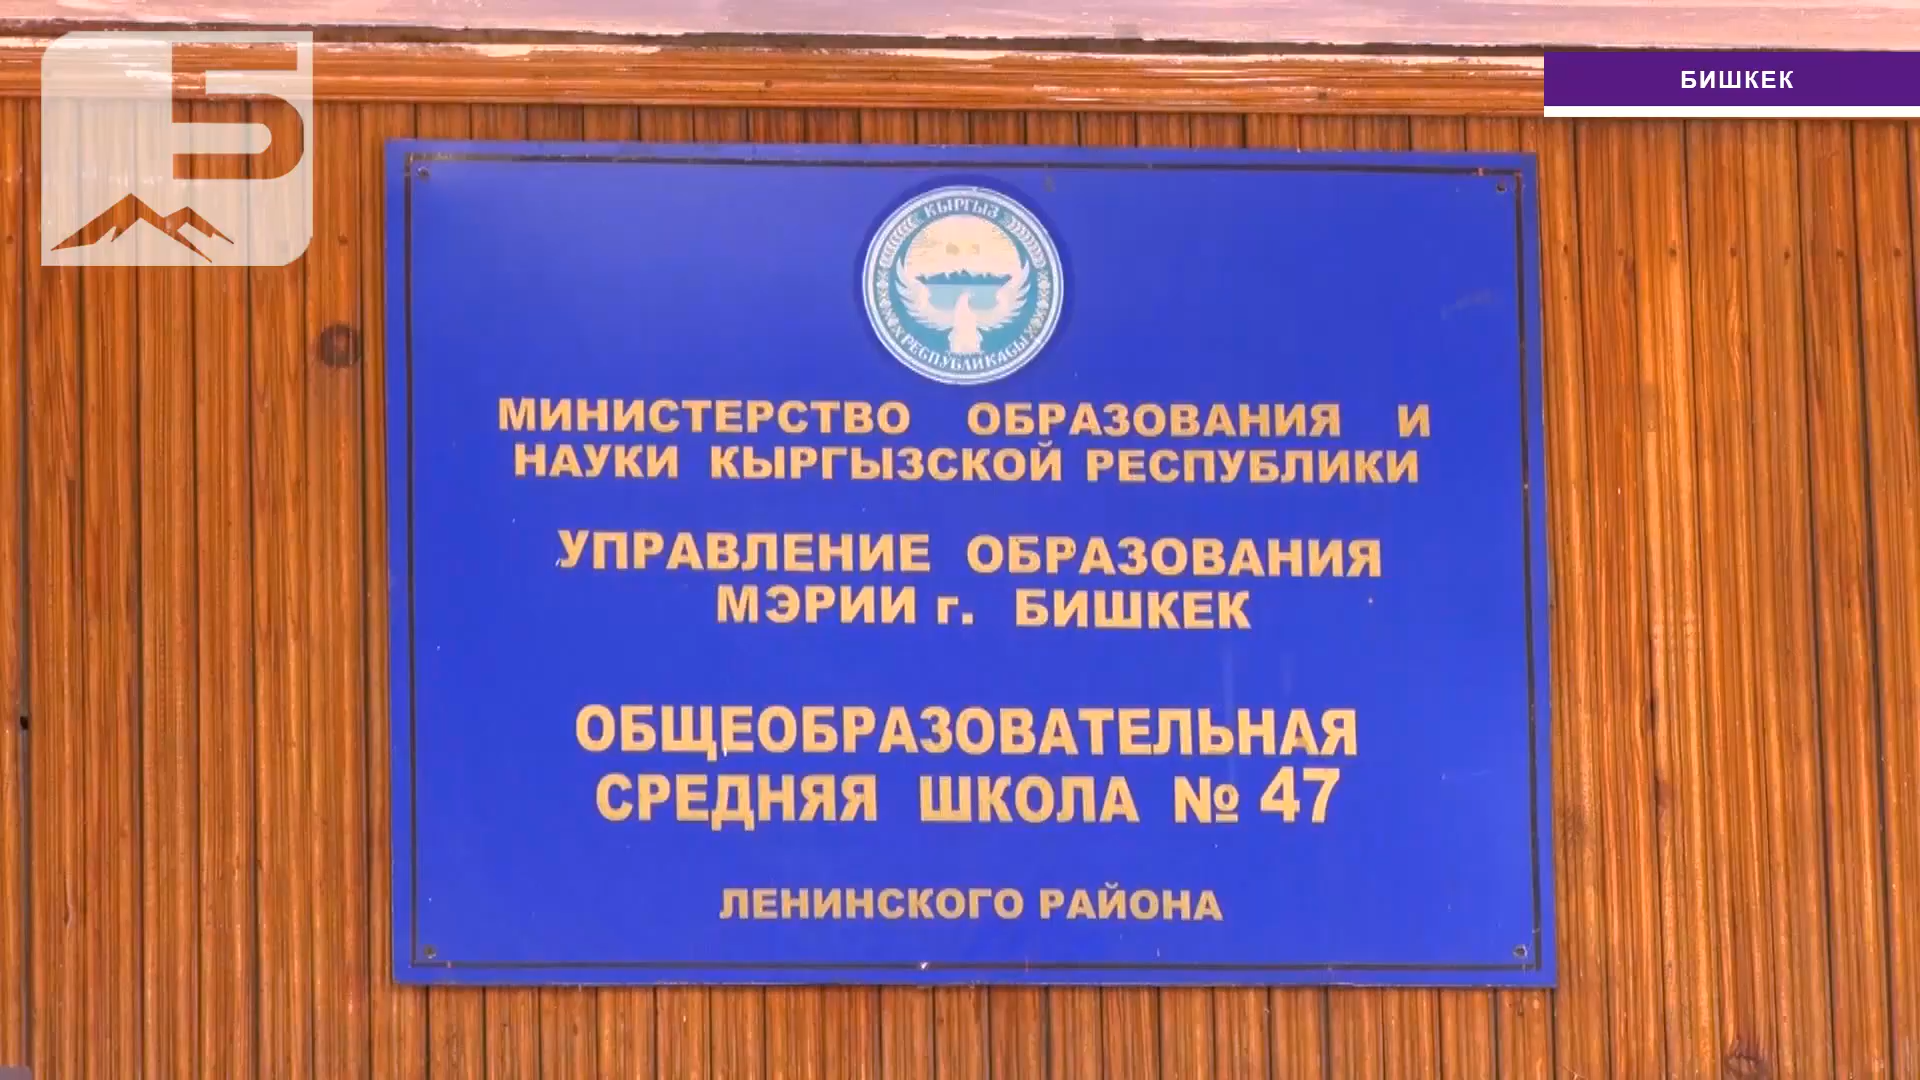 5
БИШКЕК
КЫРГЫЗ
РЕСПУБЛИКАСЫ
МИНИСТЕРСТВО ОБРАЗОВАНИЯ И
НАУКИ КЫРГЫЗСКОЙ РЕСПУБЛИКИ
УПРАВЛЕНИЕ ОБРАЗОВАНИЯ
МЭРИИ г. БИШКЕК
ОБЩЕОБРАЗОВАТЕЛЬНАЯ
СРЕДНЯЯ ШКОЛА № 47
ЛЕНИНСКОГО РАЙОНА